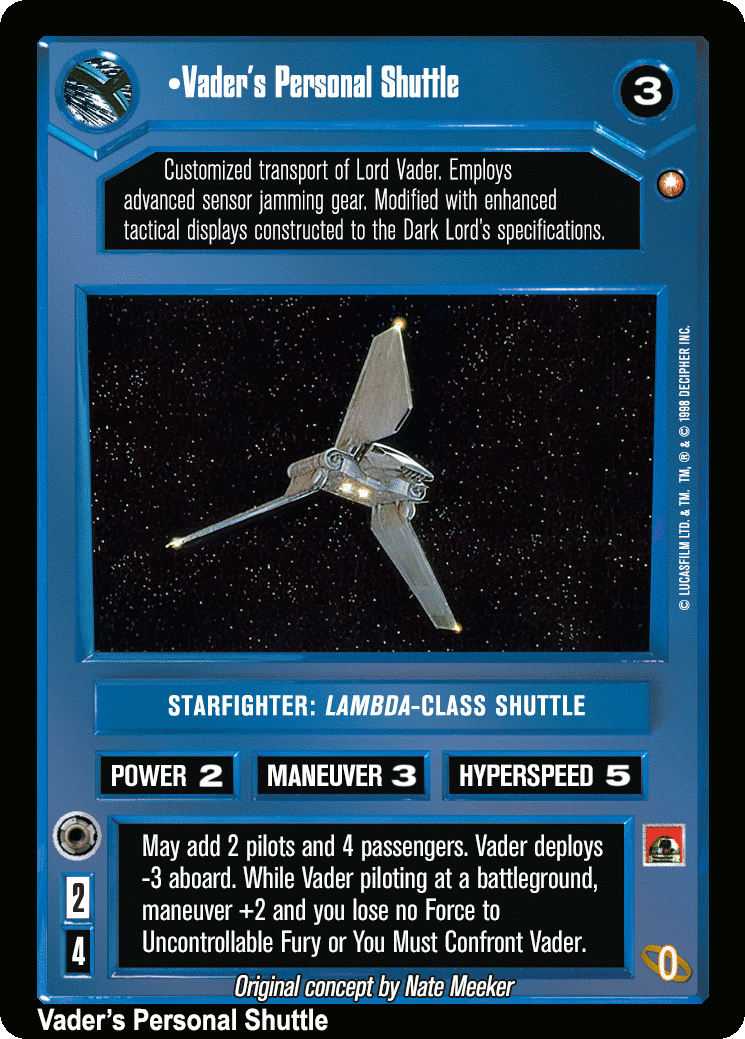 •Vader's Personal Shuttle
3
Customized transport of Lord Vader. Employs
advanced sensor jamming gear. Modified with enhanced
tactical displays constructed to the Dark Lord's specifications.
© LUCASFILM LTD. & TM. TM, ® & © 1998 DECIPHER INC.
STARFIGHTER: LAMBDA-CLASS SHUTTLE
POWER 2
MANEUVER 3
HYPERSPEED 5
May add 2 pilots and 4 passengers. Vader deploys
-3 aboard. While Vader piloting at a battleground,
maneuver +2 and you lose no Force to
Uncontrollable Fury or You Must Confront Vader.
2
4
0
Original concept by Nate Meeker
Vader's Personal Shuttle